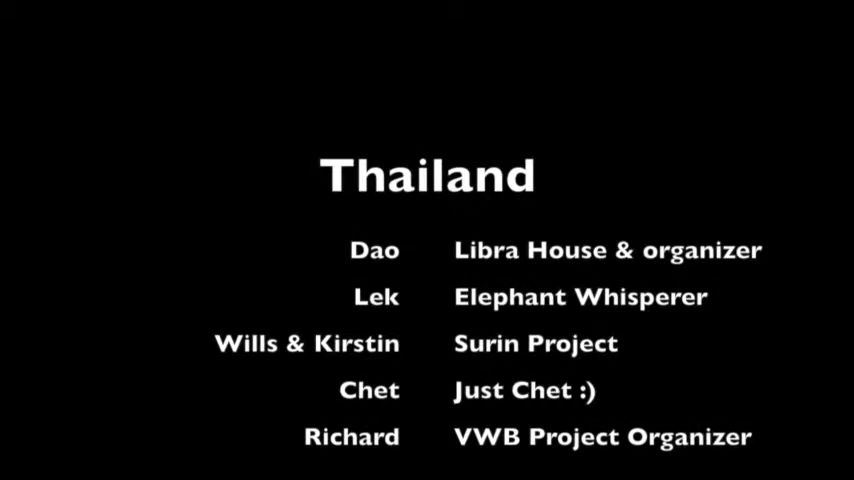 Thailand
Dao Libra House & organizer
Lek Elephant Whisperer
Wills & Kirstin Surin Project
Chet Just Chet :)
Richard VWB Project Organizer